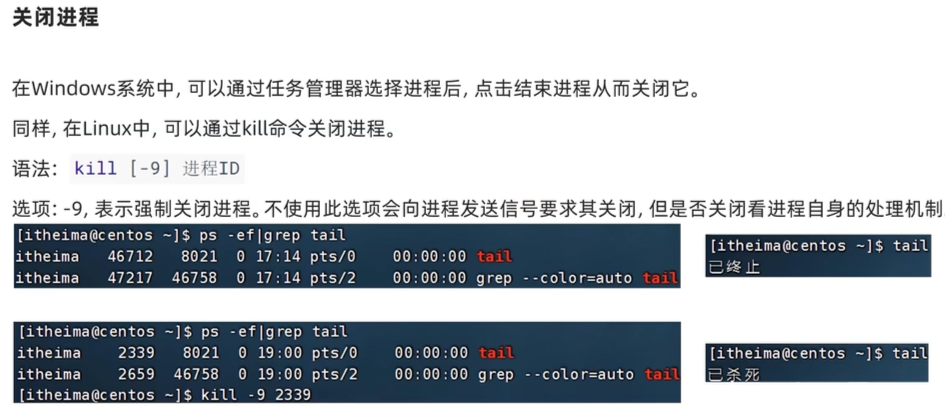 关闭进程
在Windows系统中, 可以通过任务管理器选择进程后, 点击结束进程从而关闭它。
同样, 在Linux中, 可以通过kill命令关闭进程。
语法: kill [-9] 进程ID
选项: -9, 表示强制关闭进程。不使用此选项会向进程发送信号要求其关闭, 但是否关闭看进程自身的处理机制
[itheima@centos ~]$ ps -ef|grep tail
itheima 46712 8021 0 17:14 pts/0 00:00:00 tail
itheima 47217 46758 0 17:14 pts/2 00:00:00 grep --color=auto tail
[itheima@centos ~]$ tail
已终止
[itheima@centos ~]$ ps -ef|grep tail
itheima 2339 8021 0 19:00 pts/0 00:00:00 tail
itheima 2659 46758 0 19:00 pts/2 00:00:00 grep --color=auto tail
[itheima@centos ~]$ kill -9 2339
[itheima@centos ~]$ tail
已杀死